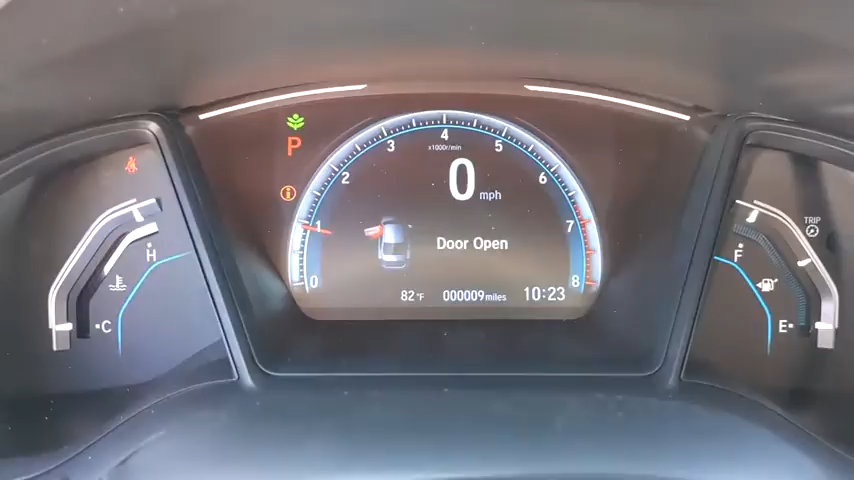 4
3
5
x1000r/min
P
2
6
0 mph
i
TRIP
1
7
H
Door Open
F
0
8
82°F
000009miles
10:23
C
E